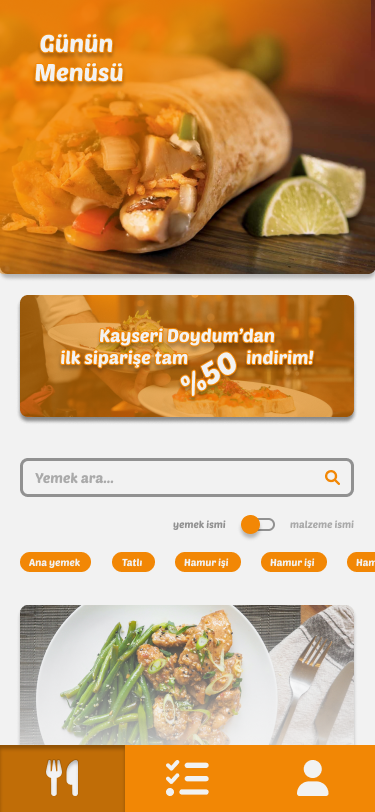 Günün
Menüsü
Kayseri Doydum'dan
ilk siparişe tam %50 indirim!
Yemek ara...
yemek ismi malzeme ismi
Ana yemek Tatlı Hamur işi Hamur işi Ham